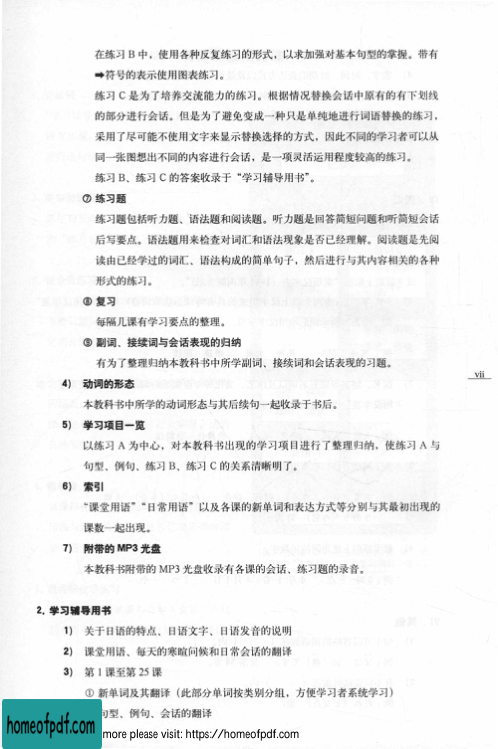 在练习 B 中，使用各种反复练习的形式，以求加强对基本句型的掌握。带有
➡符号的表示使用图表练习。
练习 C 是为了培养交流能力的练习。根据情况替换会话中原有的有下划线
的部分进行会话。但是为了避免变成一种只是单纯地进行词语替换的练习，
采用了尽可能不使用文字来显示替换选择的方式，因此不同的学习者可以从
同一张图想出不同的内容进行会话，是一项灵活运用程度较高的练习。
练习 B、练习 C 的答案收录于“学习辅导用书”。
⑦ 练习题
练习题包括听力题、语法题和阅读题。听力题是回答简短问题和听简短会话
后写要点。语法题用来检查对词汇和语法现象是否已经理解。阅读题是先阅
读由已经学过的词汇、语法构成的简单句子，然后进行与其内容相关的各种
形式的练习。
⑧ 复习
每隔几课有学习要点的整理。
⑨ 副词、接续词与会话表现的归纳
有为了整理归纳本教科书中所学副词、接续词和会话表现的习题。
vii
4) 动词的形态
本教科书中所学的动词形态与其后续句一起收录于书后。
5) 学习项目一览
以练习 A 为中心，对本教科书出现的学习项目进行了整理归纳，使练习 A 与
句型、例句、练习 B、练习 C 的关系清晰明了。
6) 索引
“课堂用语”“日常用语”以及各课的新单词和表达方式等分别与其最初出现的
课数一起出现。
7) 附带的 MP3 光盘
本教科书附带的 MP3 光盘收录有各课的会话、练习题的录音。
2. 学习辅导用书
1) 关于日语的特点、日语文字、日语发音的说明
2) 课堂用语、每天的寒暄问候和日常会话的翻译
3) 第 1 课至第 25 课
① 新单词及其翻译（此部分单词按类别分组，方便学习者系统学习）
句型、例句、会话的翻译
homeofpdf.com
more please visit: https://homeofpdf.com